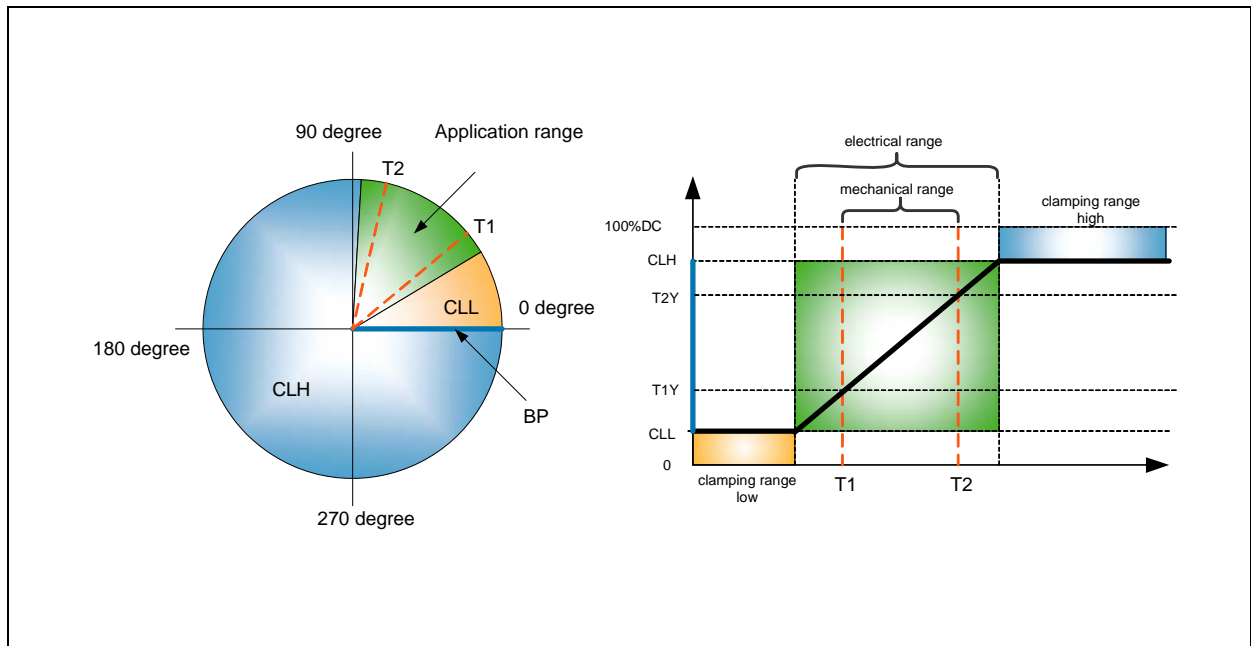 90 degree
Application range
T2
T1
CLL
0 degree
180 degree
CLH
BP
270 degree
electrical range
mechanical range
clamping range
high
100%DC
CLH
T2Y
T1Y
CLL
0
clamping range
low
T1
T2